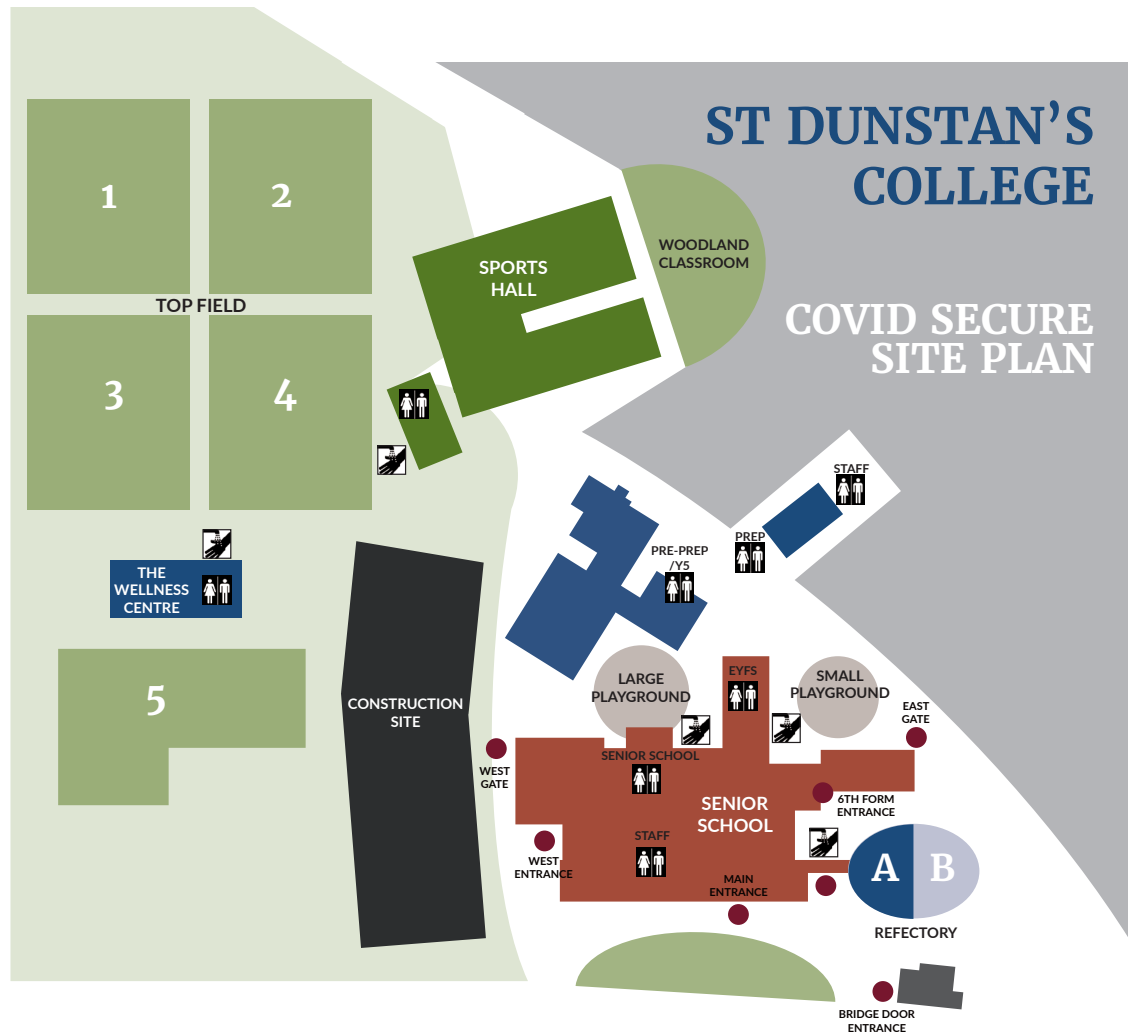 ST DUNSTAN'S
COLLEGE
COVID SECURE
SITE PLAN
1
2
TOP FIELD
3
4
SPORTS
HALL
WOODLAND
CLASSROOM
STAFF
PREP
PRE-PREP
/Y5
THE
WELLNESS
CENTRE
5
CONSTRUCTION
SITE
LARGE
PLAYGROUND
EYFS
SMALL
PLAYGROUND
EAST
GATE
WEST
GATE
SENIOR SCHOOL
SENIOR
SCHOOL
6TH FORM
ENTRANCE
STAFF
WEST
ENTRANCE
MAIN
ENTRANCE
A
B
REFECTORY
BRIDGE DOOR
ENTRANCE